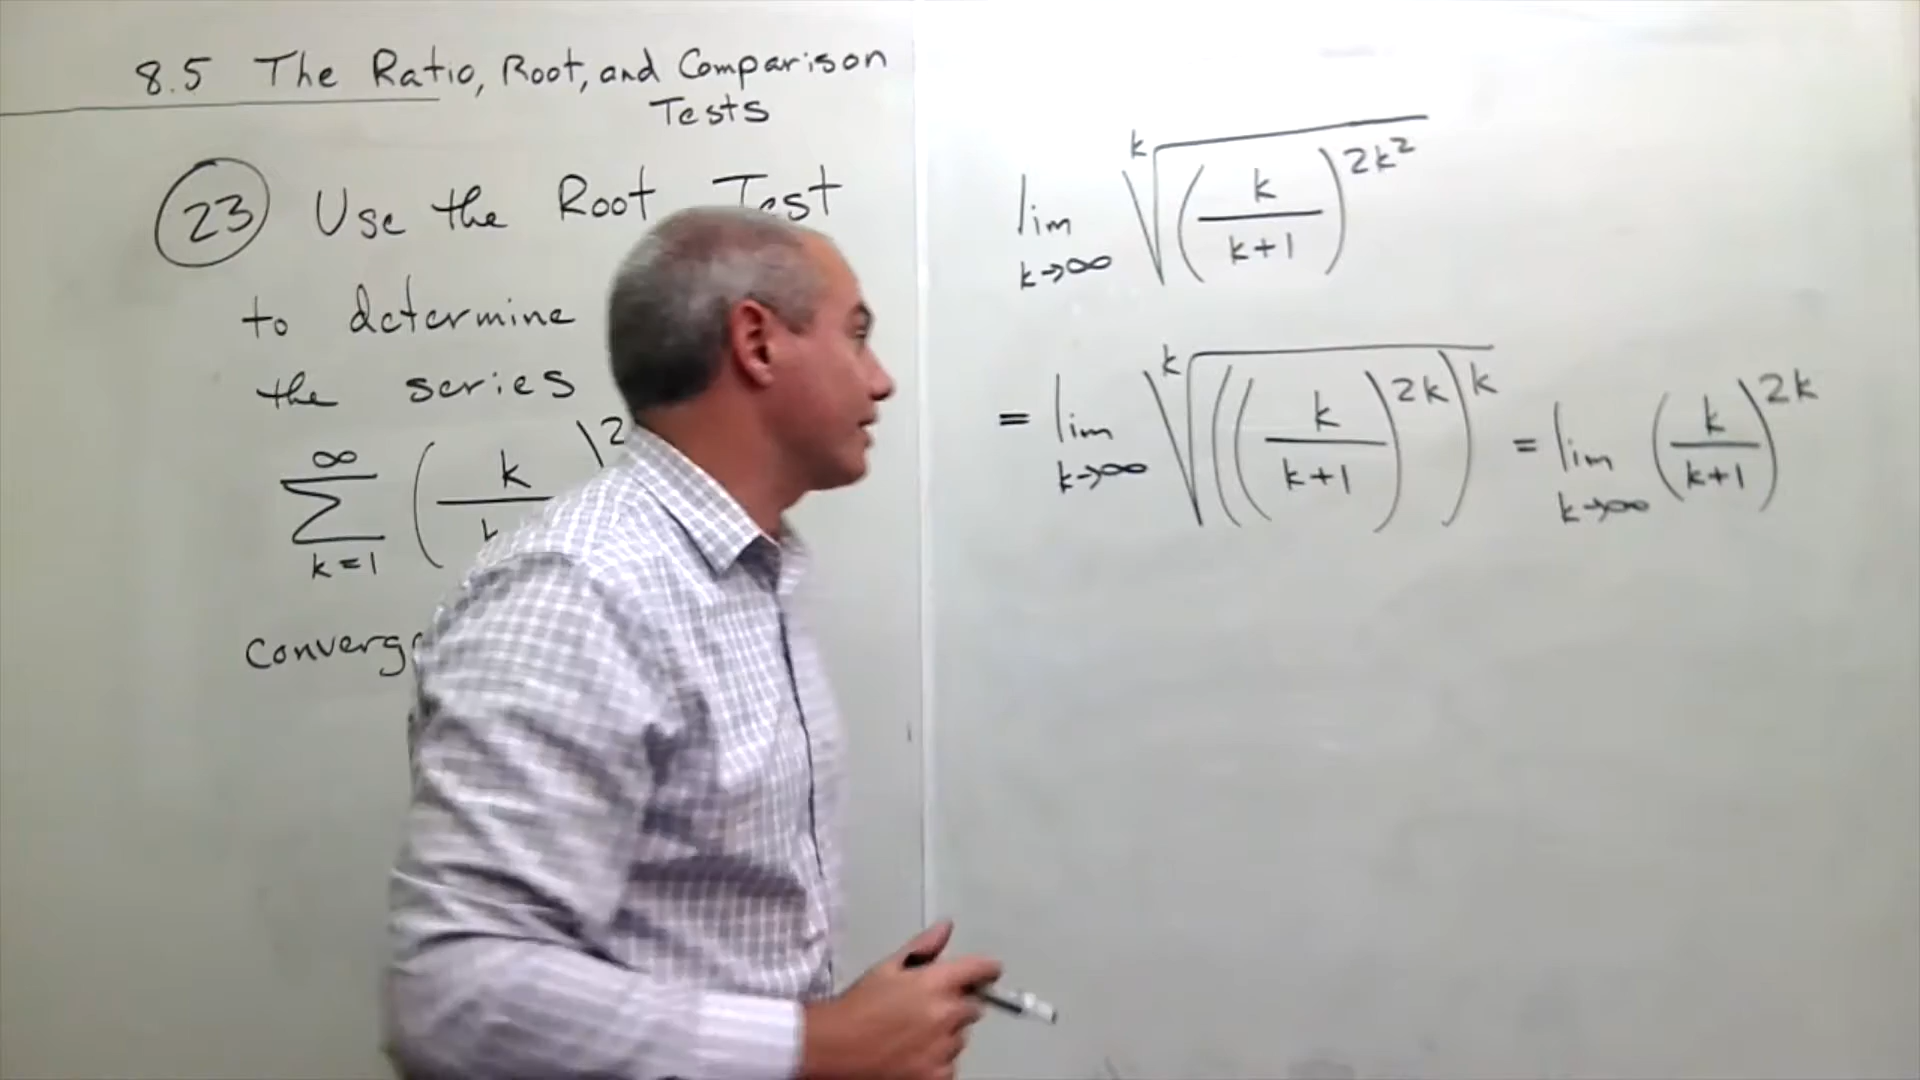 8.5 The Ratio, Root, and Comparison
Tests
23 Use the Root Test
to determine
the series
∞
∑ ( k
k=1
converg
lim k→∞ ᵏ√( (k/(k+1))^(2k²) )
= lim k→∞ ᵏ√( ((k/(k+1))^(2k))^k ) = lim k→∞ (k/(k+1))^(2k)